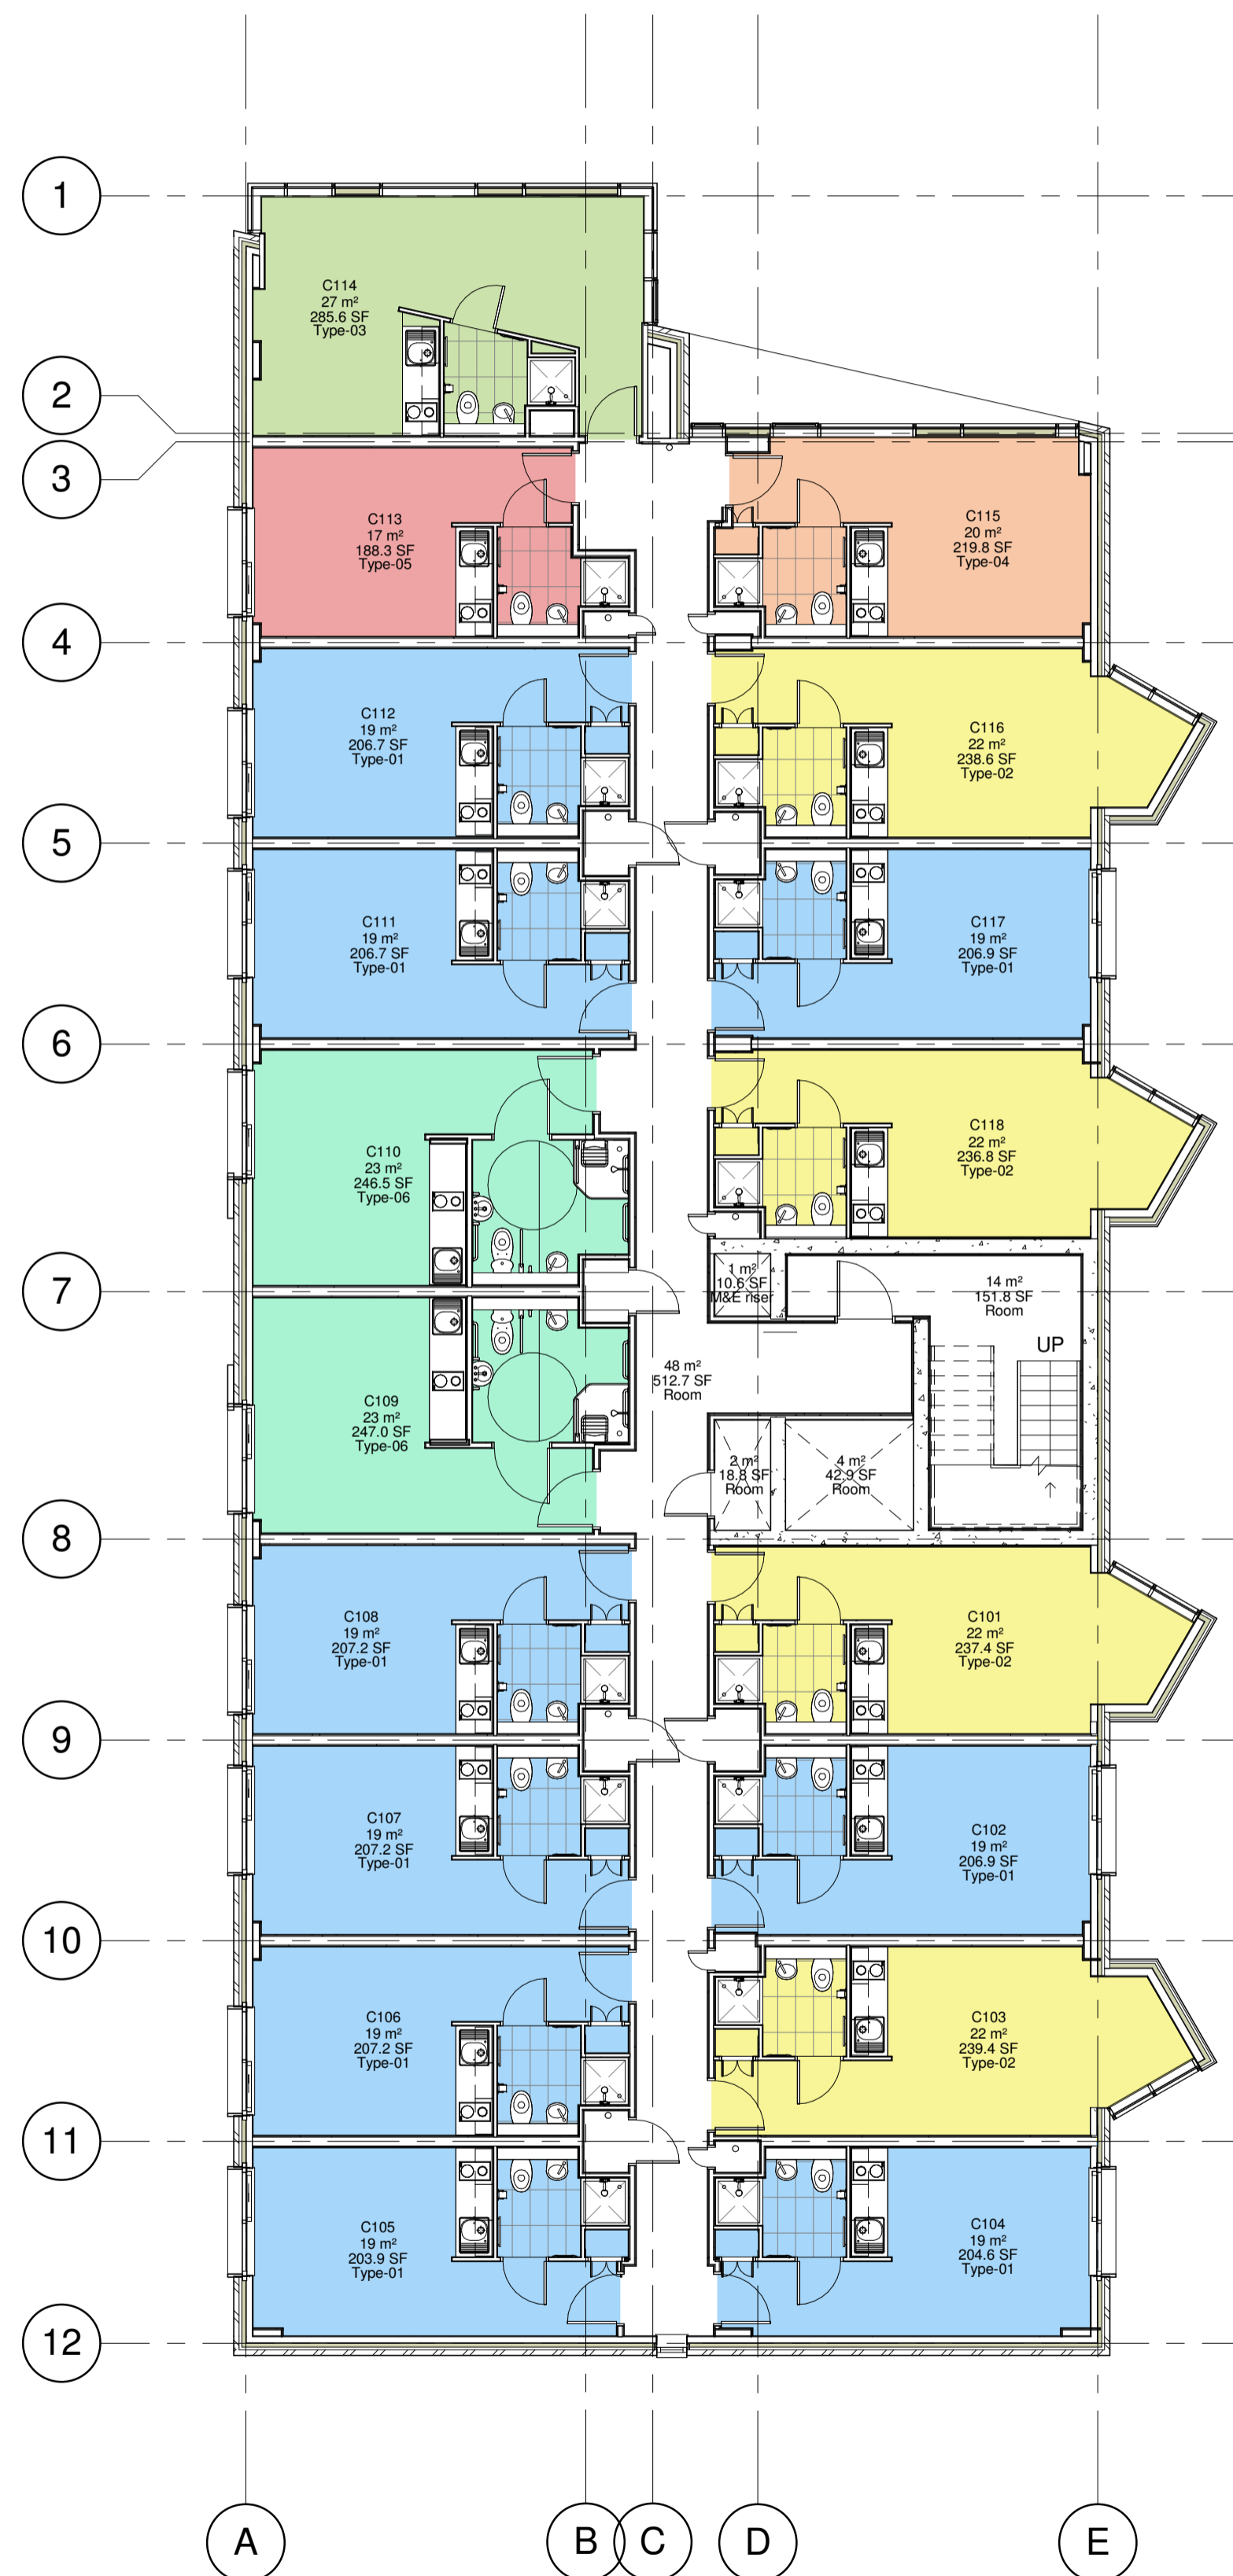 1
C114
27 m²
285.6 SF
Type-03
2
3
C113
17 m²
188.3 SF
Type-05
C115
20 m²
219.8 SF
Type-04
4
C112
19 m²
206.7 SF
Type-01
C116
22 m²
238.6 SF
Type-02
5
C111
19 m²
206.7 SF
Type-01
C117
19 m²
206.9 SF
Type-01
6
C110
23 m²
246.5 SF
Type-06
C118
22 m²
236.8 SF
Type-02
7
1 m²
10.6 SF
M&E riser
14 m²
151.8 SF
Room
UP
48 m²
512.7 SF
Room
C109
23 m²
247.0 SF
Type-06
2 m²
18.8 SF
Room
4 m²
42.9 SF
Room
8
C108
19 m²
207.2 SF
Type-01
C101
22 m²
237.4 SF
Type-02
9
C107
19 m²
207.2 SF
Type-01
C102
19 m²
206.9 SF
Type-01
10
C106
19 m²
207.2 SF
Type-01
C103
22 m²
239.4 SF
Type-02
11
C105
19 m²
203.9 SF
Type-01
C104
19 m²
204.6 SF
Type-01
12
A B C D E